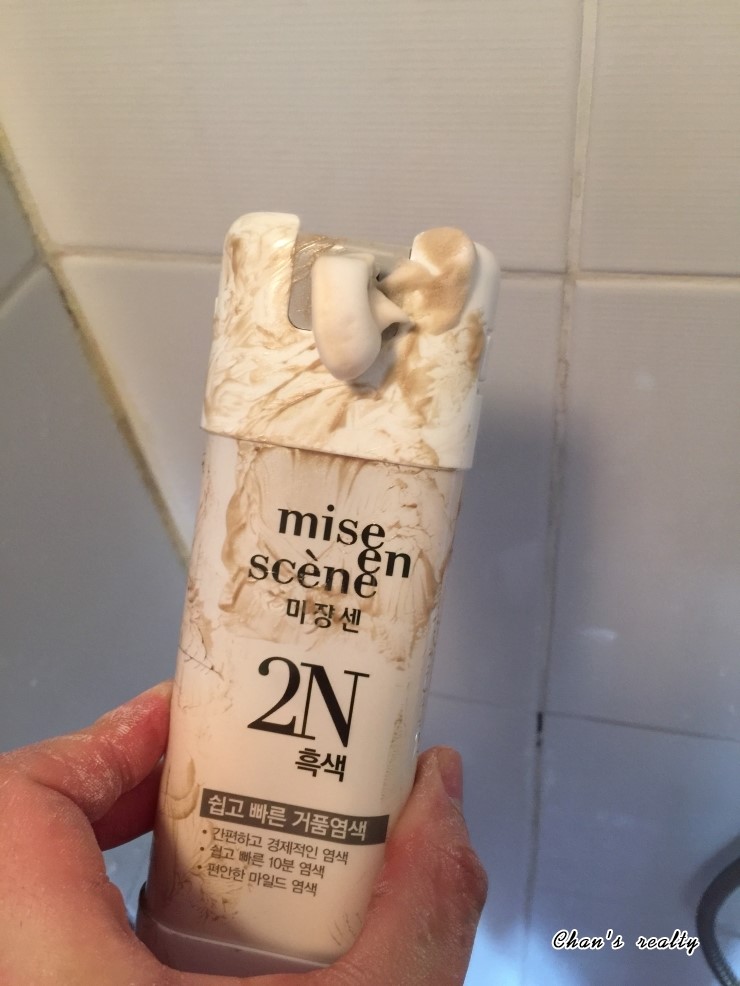 mise
en
scène
미쟝센
2N
흑색
쉽고 빠른 거품염색
• 간편하고 경제적인 염색
• 쉽고 빠른 10분 염색
• 편안한 마일드 염색
Chan's realty